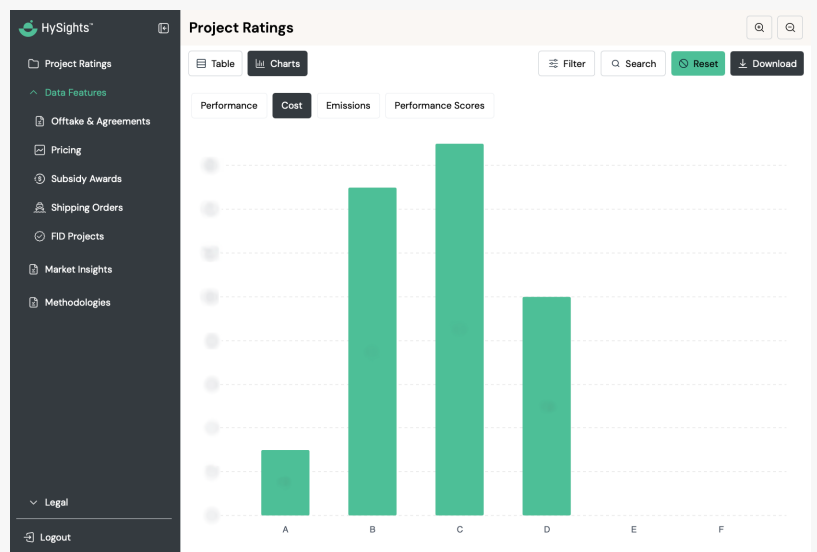 HySights™
Project Ratings
Data Features
Offtake & Agreements
Pricing
Subsidy Awards
Shipping Orders
FID Projects
Market Insights
Methodologies
Legal
Logout
Project Ratings
Table Charts Filter Search Reset Download
Performance Cost Emissions Performance Scores
A B C D E F